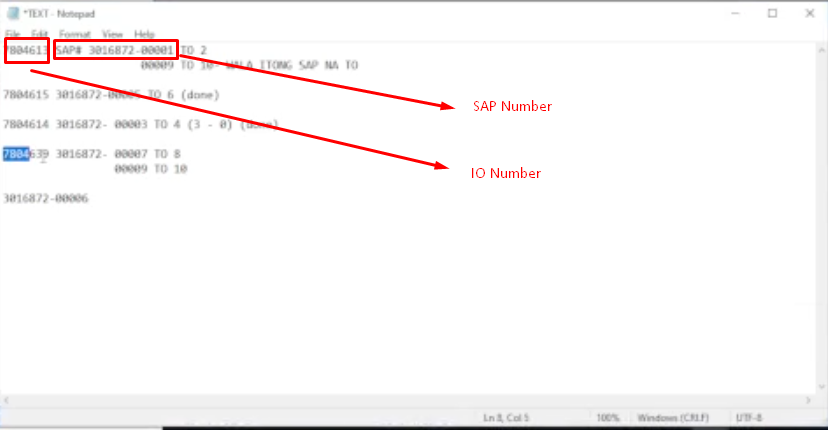 *TEXT - Notepad
File Edit Format View Help
7804613 SAP# 3016872-00001 TO 2
00009 TO 10- WALA ITONG SAP NA TO
SAP Number
7804615 3016872-00005 TO 6 (done)
7804614 3016872- 00003 TO 4 (3 - 0) (done)
7804639 3016872- 00007 TO 8
00009 TO 10
IO Number
3016872-00006
Ln 8, Col 5 100% Windows (CRLF) UTF-8